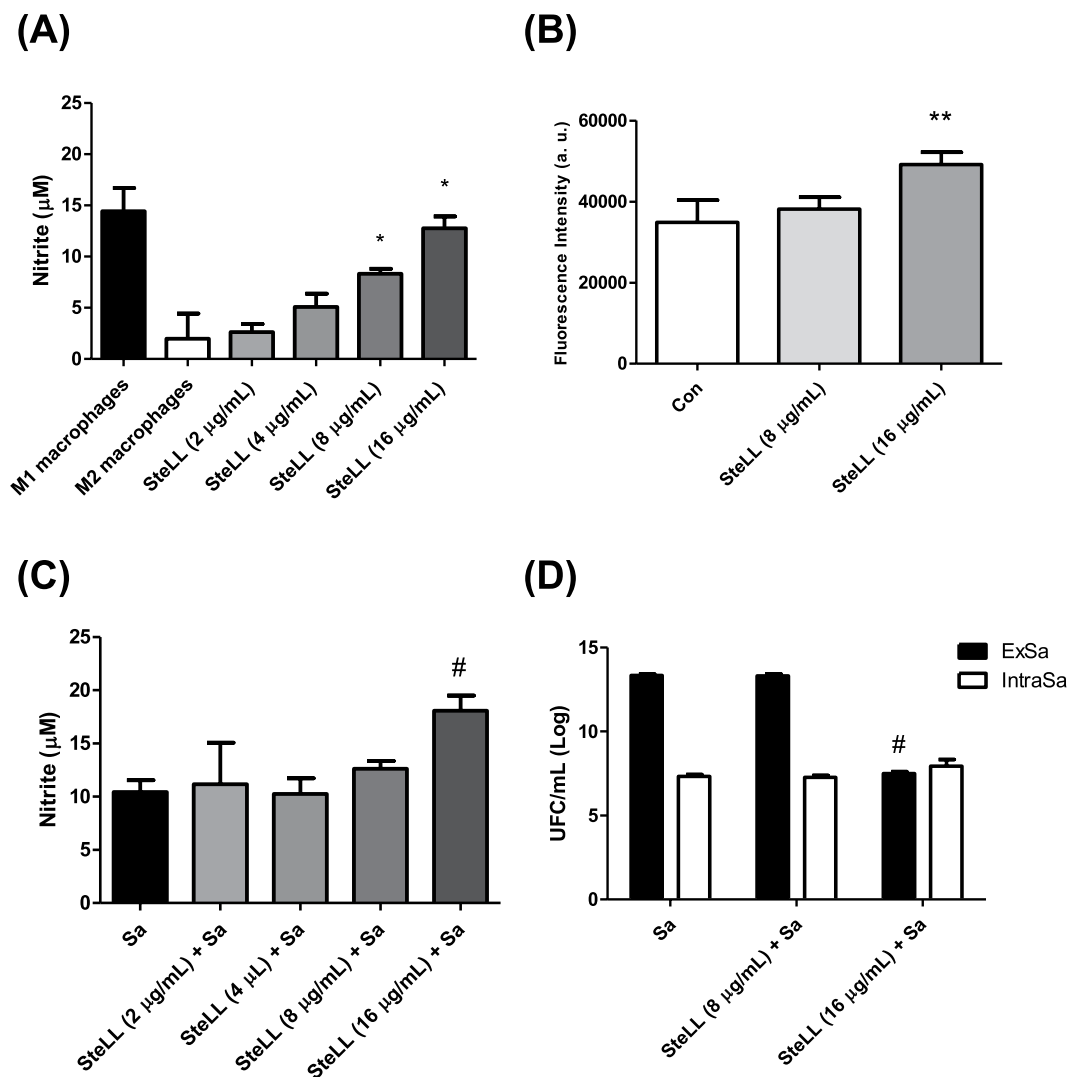 (A)
Nitrite (μM)
25
20
15
10
5
0
*
*
M1 macrophages
M2 macrophages
SteLL (2 μg/mL)
SteLL (4 μg/mL)
SteLL (8 μg/mL)
SteLL (16 μg/mL)
(B)
Fluorescence Intensity (a. u.)
60000
40000
20000
0
**
Con
SteLL (8 μg/mL)
SteLL (16 μg/mL)
(C)
Nitrite (μM)
25
20
15
10
5
0
#
Sa
SteLL (2 μg/mL) + Sa
SteLL (4 μL) + Sa
SteLL (8 μg/mL) + Sa
SteLL (16 μg/mL) + Sa
(D)
UFC/mL (Log)
15
10
5
0
#
ExSa
IntraSa
Sa
SteLL (8 μg/mL) + Sa
SteLL (16 μg/mL) + Sa